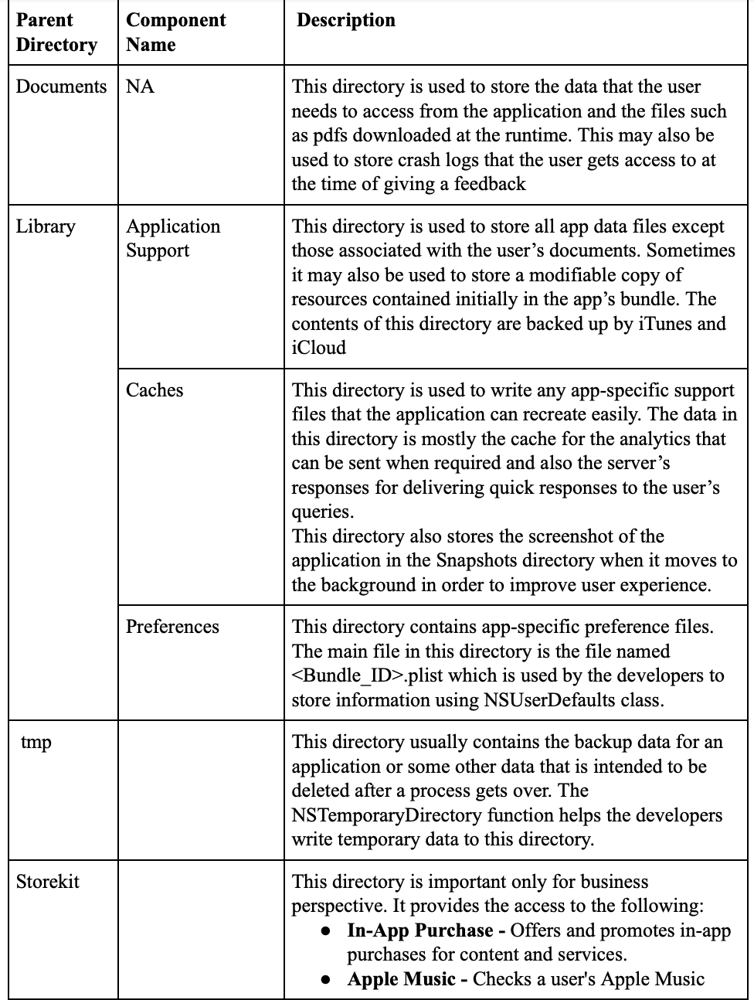 Parent Directory
Component Name
Description
Documents
NA
This directory is used to store the data that the user
needs to access from the application and the files such
as pdfs downloaded at the runtime. This may also be
used to store crash logs that the user gets access to at
the time of giving a feedback
Library
Application
Support
This directory is used to store all app data files except
those associated with the user’s documents. Sometimes
it may also be used to store a modifiable copy of
resources contained initially in the app’s bundle. The
contents of this directory are backed up by iTunes and
iCloud
Caches
This directory is used to write any app-specific support
files that the application can recreate easily. The data in
this directory is mostly the cache for the analytics that
can be sent when required and also the server’s
responses for delivering quick responses to the user’s
queries.
This directory also stores the screenshot of the
application in the Snapshots directory when it moves to
the background in order to improve user experience.
Preferences
This directory contains app-specific preference files.
The main file in this directory is the file named
<Bundle_ID>.plist which is used by the developers to
store information using NSUserDefaults class.
tmp
This directory usually contains the backup data for an
application or some other data that is intended to be
deleted after a process gets over. The
NSTemporaryDirectory function helps the developers
write temporary data to this directory.
Storekit
This directory is important only for business
perspective. It provides the access to the following:
● In-App Purchase - Offers and promotes in-app
purchases for content and services.
● Apple Music - Checks a user's Apple Music